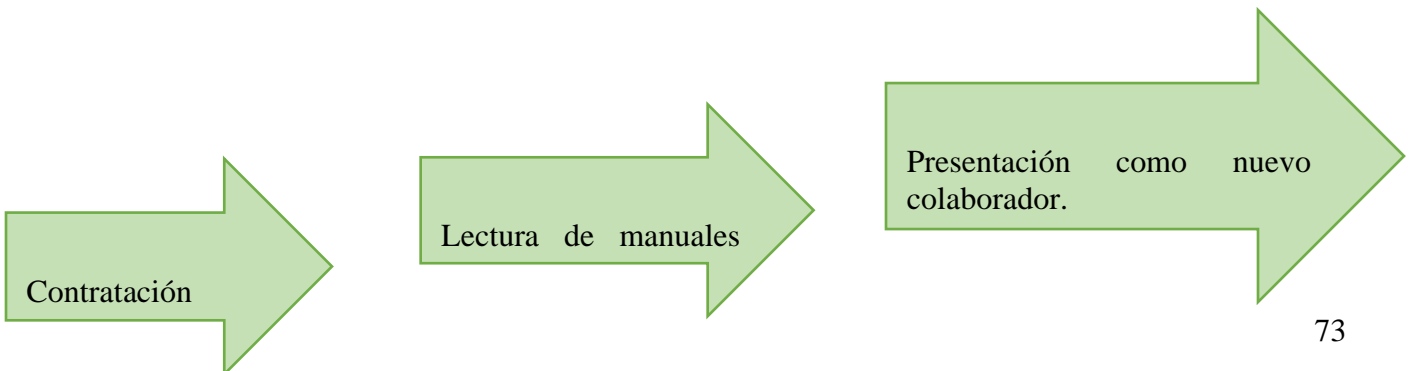 Contratación
Lectura de manuales
Presentación como nuevo
colaborador.
73